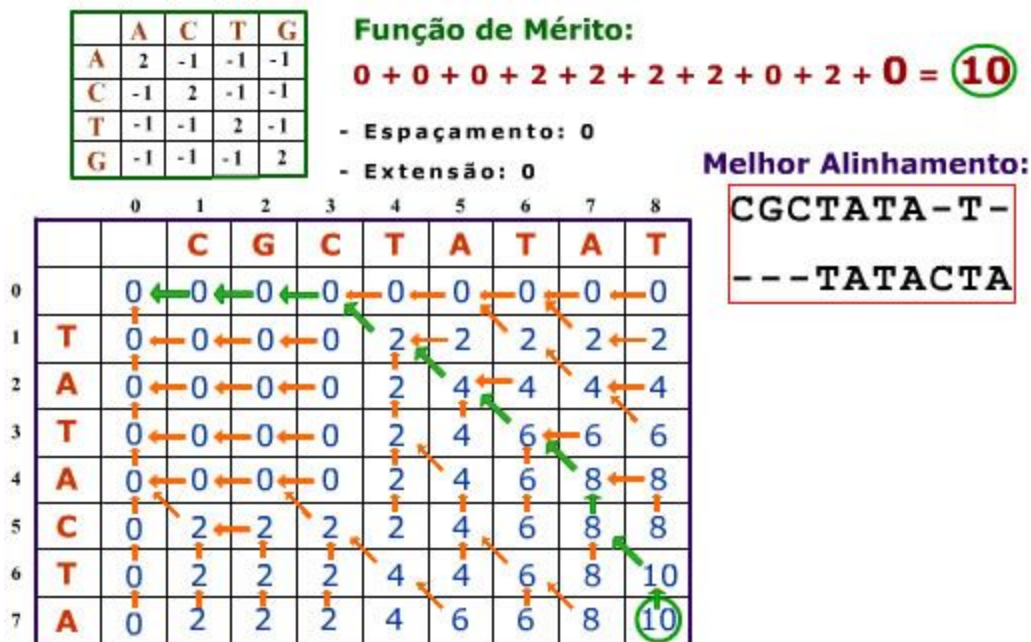 A C T G
A 2 -1 -1 -1
C -1 2 -1 -1
T -1 -1 2 -1
G -1 -1 -1 2
Função de Mérito:
0 + 0 + 0 + 2 + 2 + 2 + 2 + 0 + 2 + 0 = 10
- Espaçamento: 0
- Extensão: 0
Melhor Alinhamento:
CGCTATA-T-
---TATACTA
0 1 2 3 4 5 6 7 8
C G C T A T A T
0 0 0 0 0 0 0 0 0 0
1 T 0 0 0 0 2 2 2 2 2
2 A 0 0 0 0 2 4 4 4 4
3 T 0 0 0 0 2 4 6 6 6
4 A 0 0 0 0 2 4 6 8 8
5 C 0 2 2 2 2 4 6 8 8
6 T 0 2 2 2 4 4 6 8 10
7 A 0 2 2 2 4 6 6 8 10